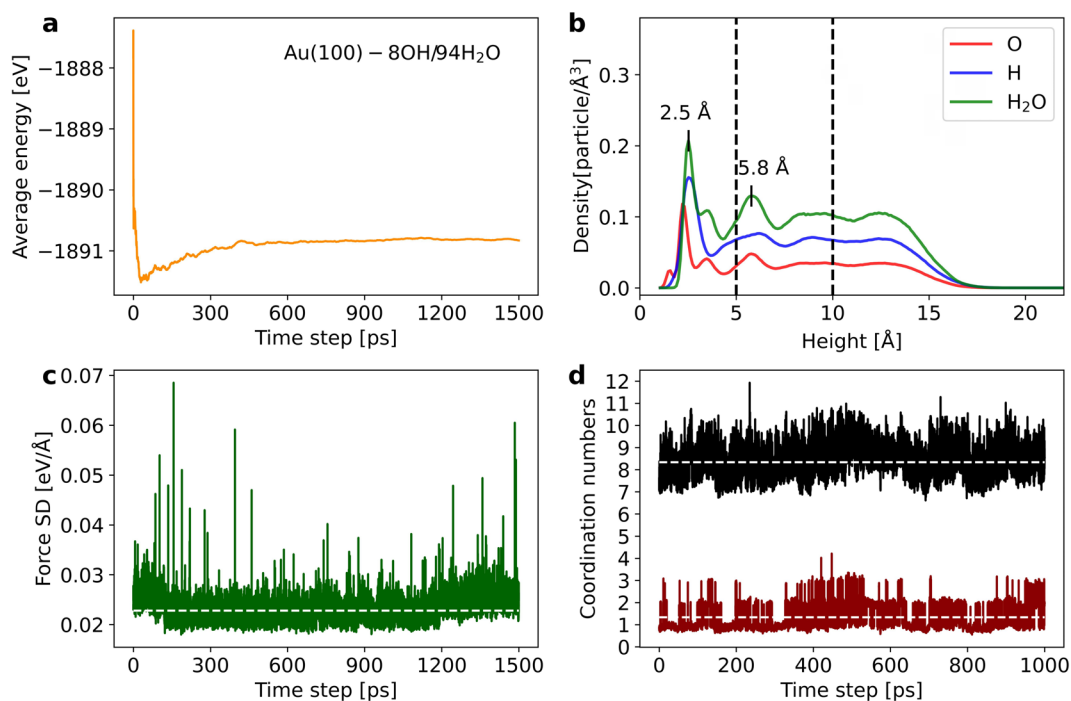 a
Au(100) − 8OH/94H₂O
−1888
−1889
−1890
−1891
Average energy [eV]
0 300 600 900 1200 1500
Time step [ps]
b
O
H
H₂O
2.5 Å
5.8 Å
0.3
0.2
0.1
0.0
Density[particle/Å³]
0 5 10 15 20
Height [Å]
c
0.07
0.06
0.05
0.04
0.03
0.02
Force SD [eV/Å]
0 300 600 900 1200 1500
Time step [ps]
d
12
11
10
9
8
7
6
5
4
3
2
1
0
Coordination numbers
0 200 400 600 800 1000
Time step [ps]